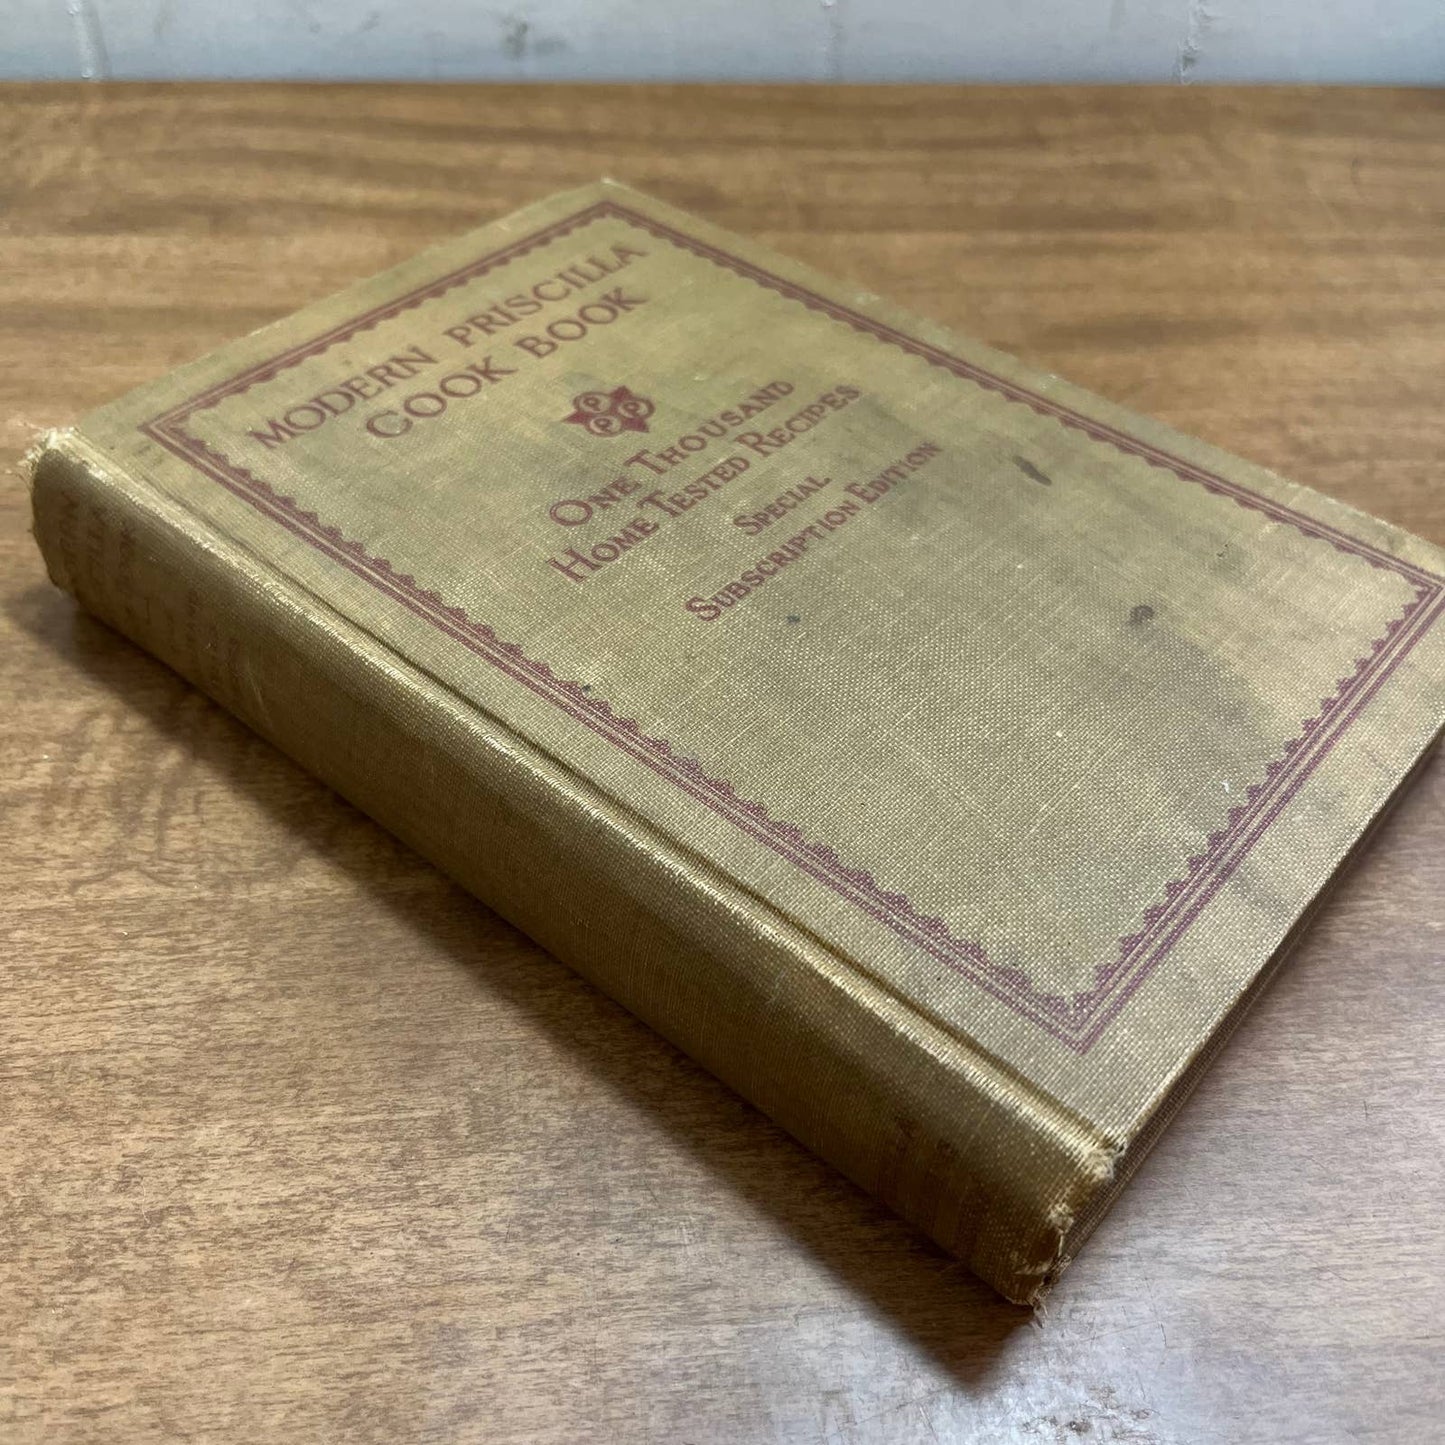 MODERN PRISCILLA
COOK BOOK
P P
P P
ONE THOUSAND
HOME TESTED RECIPES
SPECIAL
SUBSCRIPTION EDITION